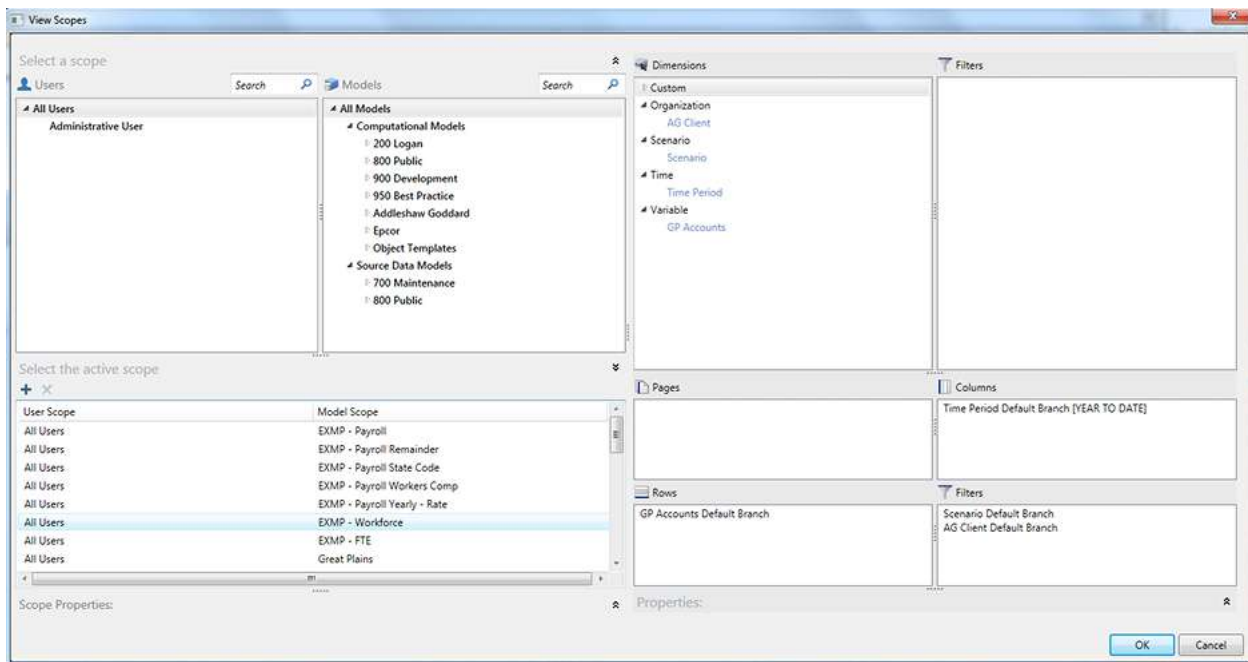 View Scopes
Select a scope
Users Search
Models Search
All Users
Administrative User
All Models
Computational Models
200 Logan
800 Public
900 Development
950 Best Practice
Addleshaw Goddard
Epcor
Object Templates
Source Data Models
700 Maintenance
800 Public
Select the active scope
User Scope Model Scope
All Users EXMP - Payroll
All Users EXMP - Payroll Remainder
All Users EXMP - Payroll State Code
All Users EXMP - Payroll Workers Comp
All Users EXMP - Payroll Yearly - Rate
All Users EXMP - Workforce
All Users EXMP - FTE
All Users Great Plains
Scope Properties:
Dimensions
Custom
Organization
AG Client
Scenario
Scenario
Time
Time Period
Variable
GP Accounts
Filters
Pages
Columns
Time Period Default Branch [YEAR TO DATE]
Rows
GP Accounts Default Branch
Filters
Scenario Default Branch
AG Client Default Branch
Properties:
OK Cancel